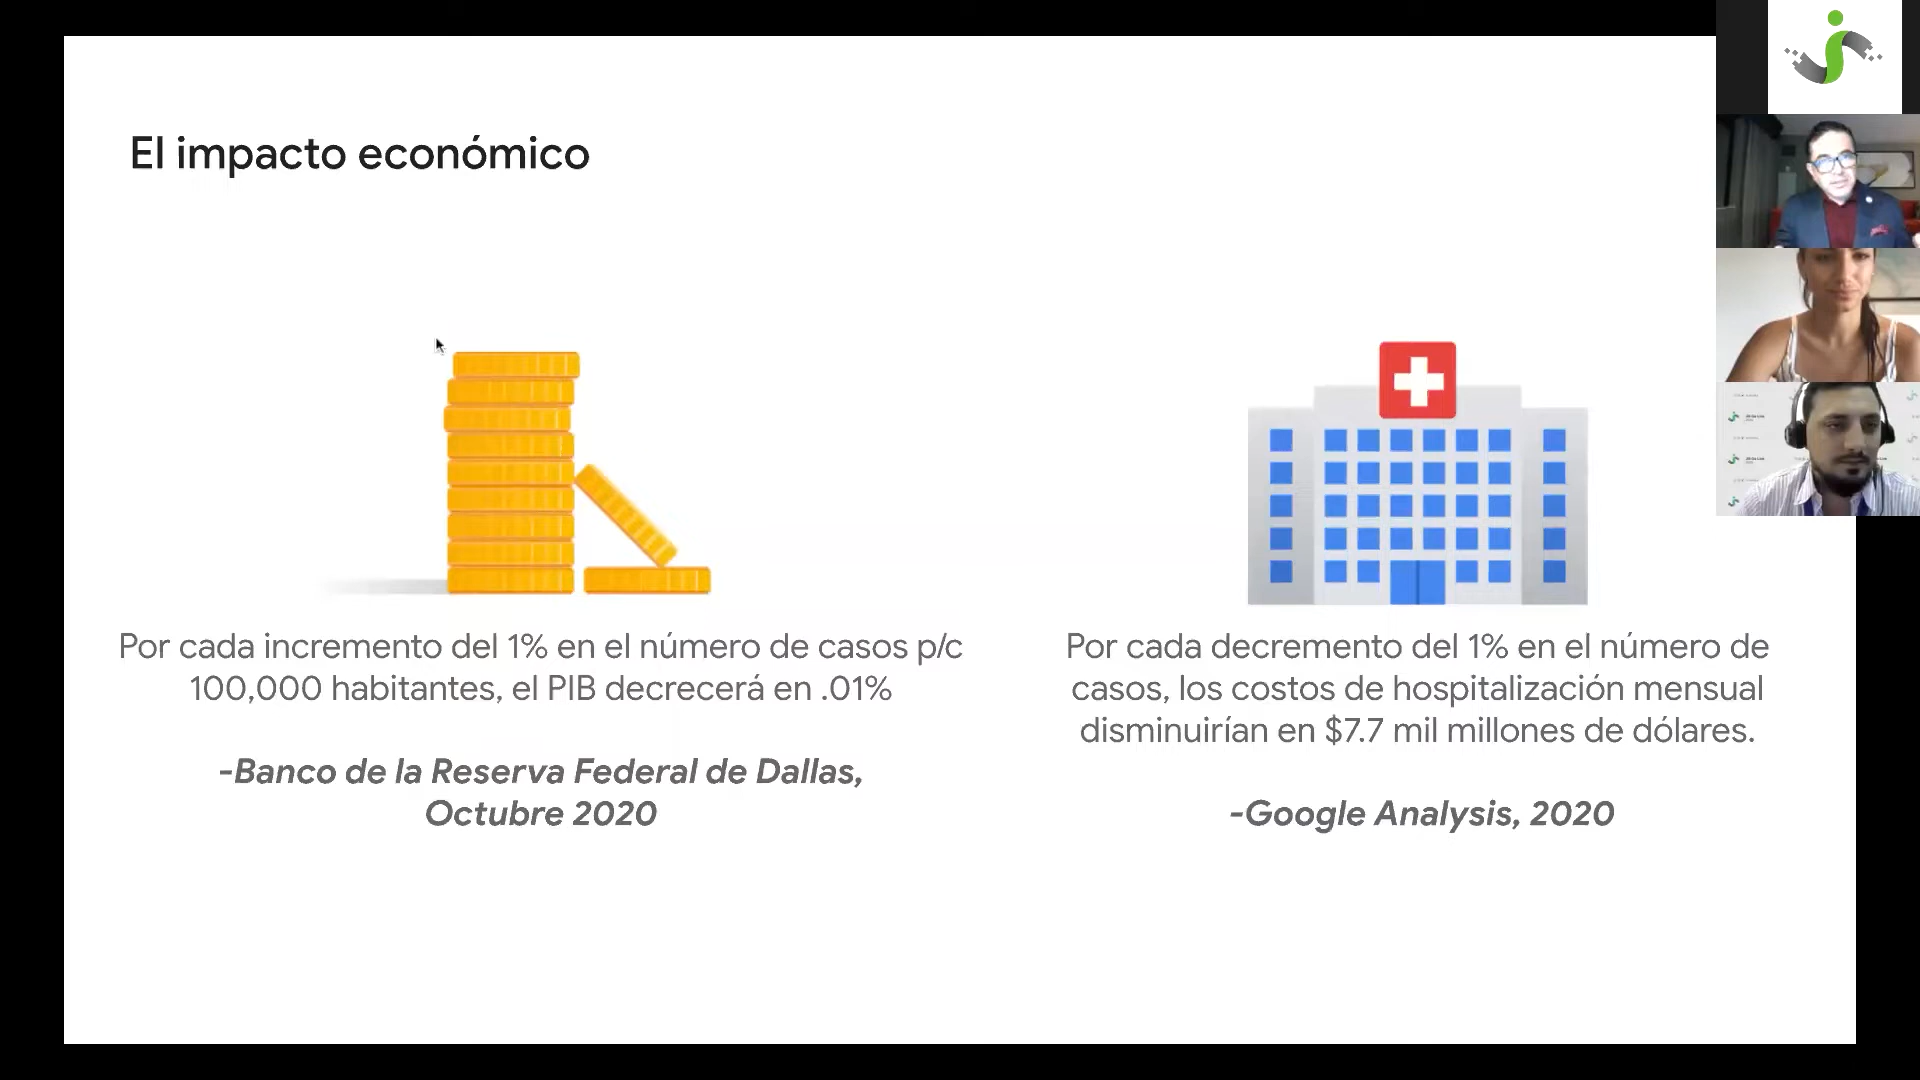 El impacto económico
Por cada incremento del 1% en el número de casos p/c
100,000 habitantes, el PIB decrecerá en .01%
-Banco de la Reserva Federal de Dallas,
Octubre 2020
Por cada decremento del 1% en el número de
casos, los costos de hospitalización mensual
disminuirían en $7.7 mil millones de dólares.
-Google Analysis, 2020